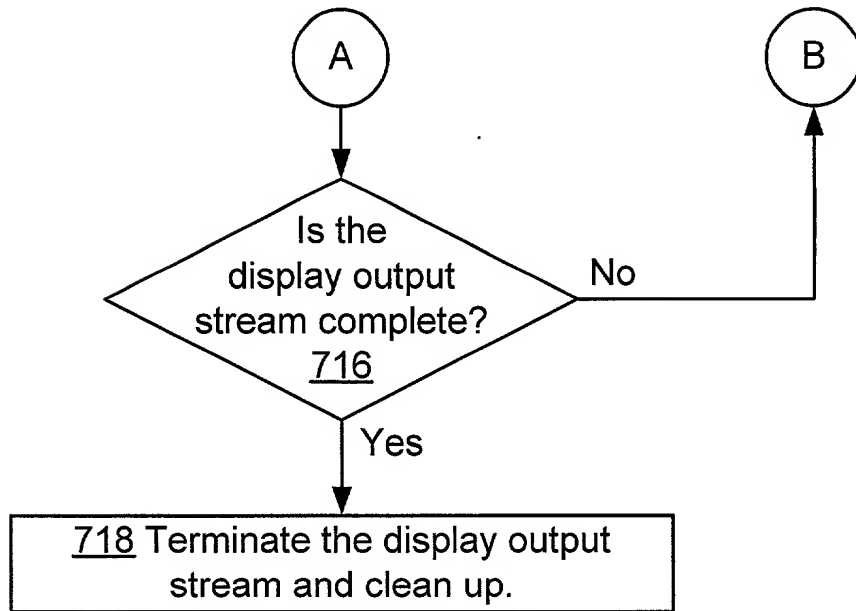 A
B
Is the
display output
stream complete?
716
No
Yes
718 Terminate the display output
stream and clean up.